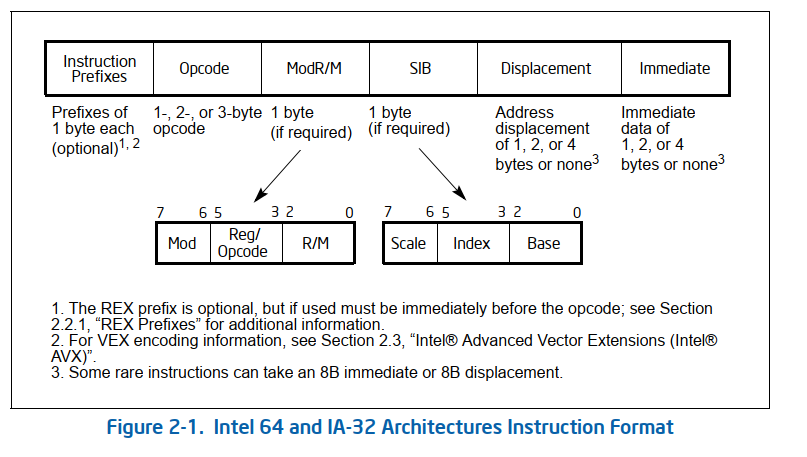 Instruction
Prefixes
Opcode
ModR/M
SIB
Displacement
Immediate
Prefixes of
1 byte each
(optional)1, 2
1-, 2-, or 3-byte
opcode
1 byte
(if required)
1 byte
(if required)
Address
displacement
of 1, 2, or 4
bytes or none3
Immediate
data of
1, 2, or 4
bytes or none3
7 6 5 3 2 0
Mod
Reg/
Opcode
R/M
7 6 5 3 2 0
Scale
Index
Base
1. The REX prefix is optional, but if used must be immediately before the opcode; see Section
2.2.1, “REX Prefixes” for additional information.
2. For VEX encoding information, see Section 2.3, “Intel® Advanced Vector Extensions (Intel®
AVX)”.
3. Some rare instructions can take an 8B immediate or 8B displacement.
Figure 2-1. Intel 64 and IA-32 Architectures Instruction Format